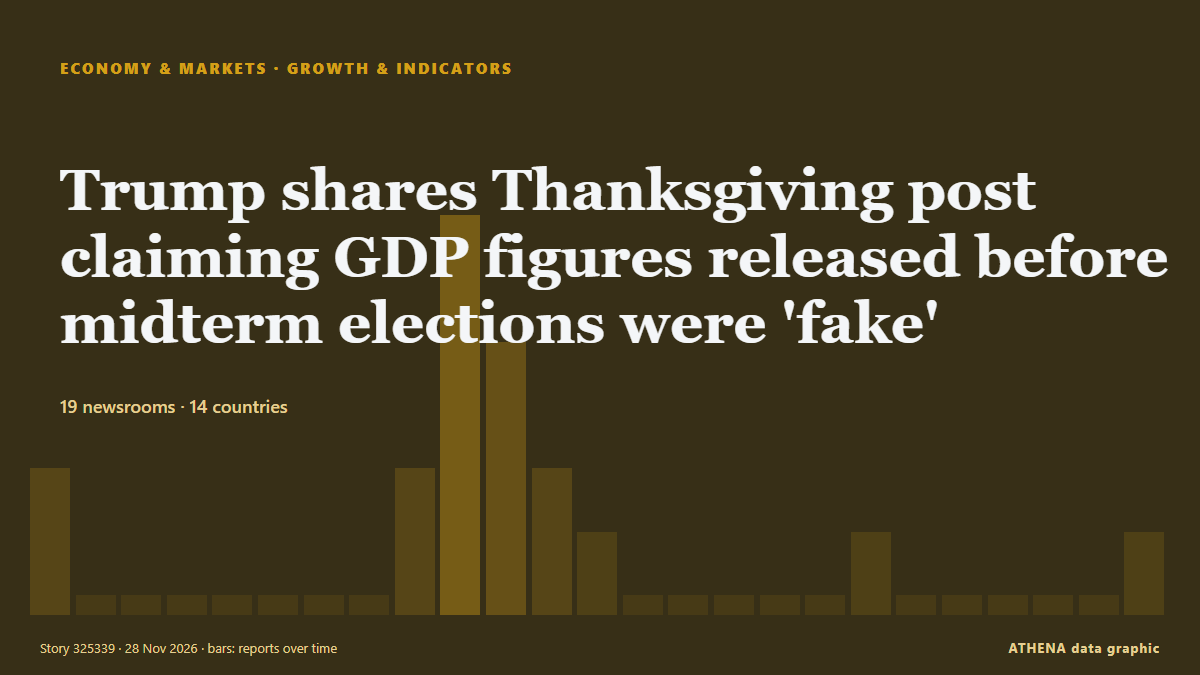 ECONOMY & MARKETS · GROWTH & INDICATORS
Trump shares Thanksgiving post
claiming GDP figures released before
midterm elections were 'fake'
19 newsrooms · 14 countries
Story 325339 · 28 Nov 2026 · bars: reports over time
ATHENA data graphic